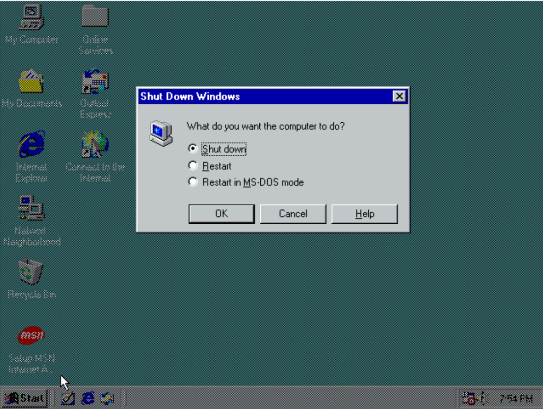 My Computer
Online
Services
My Documents
Outlook
Express
Internet
Explorer
Connect to the
Internet
Network
Neighborhood
Recycle Bin
msn
Setup MSN
Internet A...
Shut Down Windows
What do you want the computer to do?
Shut down
Restart
Restart in MS-DOS mode
OK
Cancel
Help
Start
7:54 PM